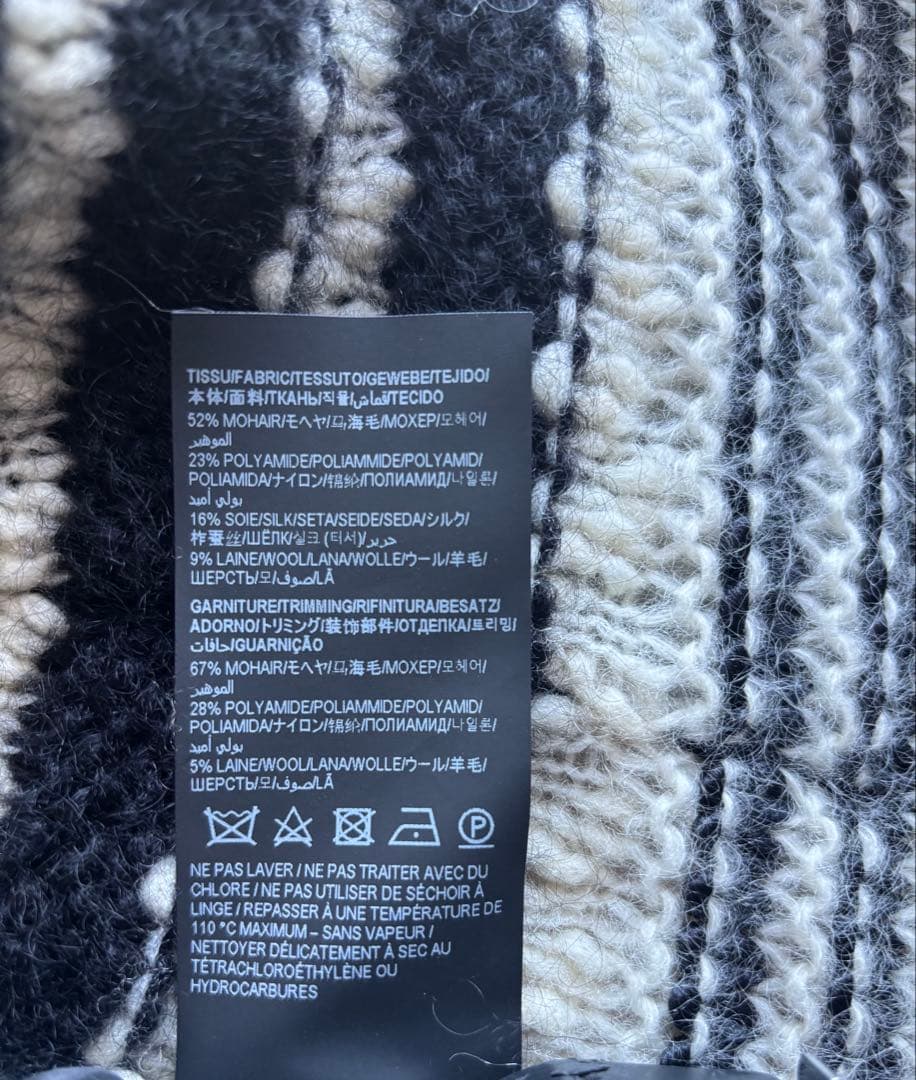 TISSU/FABRIC/TESSUTO/GEWEBE/TEJIDO/
本体/面料/ТКАНЬ/직물/قماش/TECIDO
52% MOHAIR/モヘヤ/马海毛/МОХЕР/모헤어/
الموهير
23% POLYAMIDE/POLIAMMIDE/POLYAMID/
POLIAMIDA/ナイロン/锦纶/ПОЛИАМИД/나일론/
بولي أميد
16% SOIE/SILK/SETA/SEIDE/SEDA/シルク/
柞蚕丝/ШЁЛК/실크 (터서)/حرير/
9% LAINE/WOOL/LANA/WOLLE/ウール/羊毛/
ШЕРСТЬ/모/صوف/LÃ
GARNITURE/TRIMMING/RIFINITURA/BESATZ/
ADORNO/トリミング/装饰部件/ОТДЕЛКА/트리밍/
حافات/GUARNIÇÃO
67% MOHAIR/モヘヤ/马海毛/МОХЕР/모헤어/
الموهير
28% POLYAMIDE/POLIAMMIDE/POLYAMID/
POLIAMIDA/ナイロン/锦纶/ПОЛИАМИД/나일론/
بولي أميد
5% LAINE/WOOL/LANA/WOLLE/ウール/羊毛/
ШЕРСТЬ/모/صوف/LÃ
P
NE PAS LAVER / NE PAS TRAITER AVEC DU
CHLORE / NE PAS UTILISER DE SÉCHOIR À
LINGE / REPASSER À UNE TEMPÉRATURE DE
110 °C MAXIMUM – SANS VAPEUR /
NETTOYER DÉLICATEMENT À SEC AU
TÉTRACHLOROÉTHYLÈNE OU
HYDROCARBURES